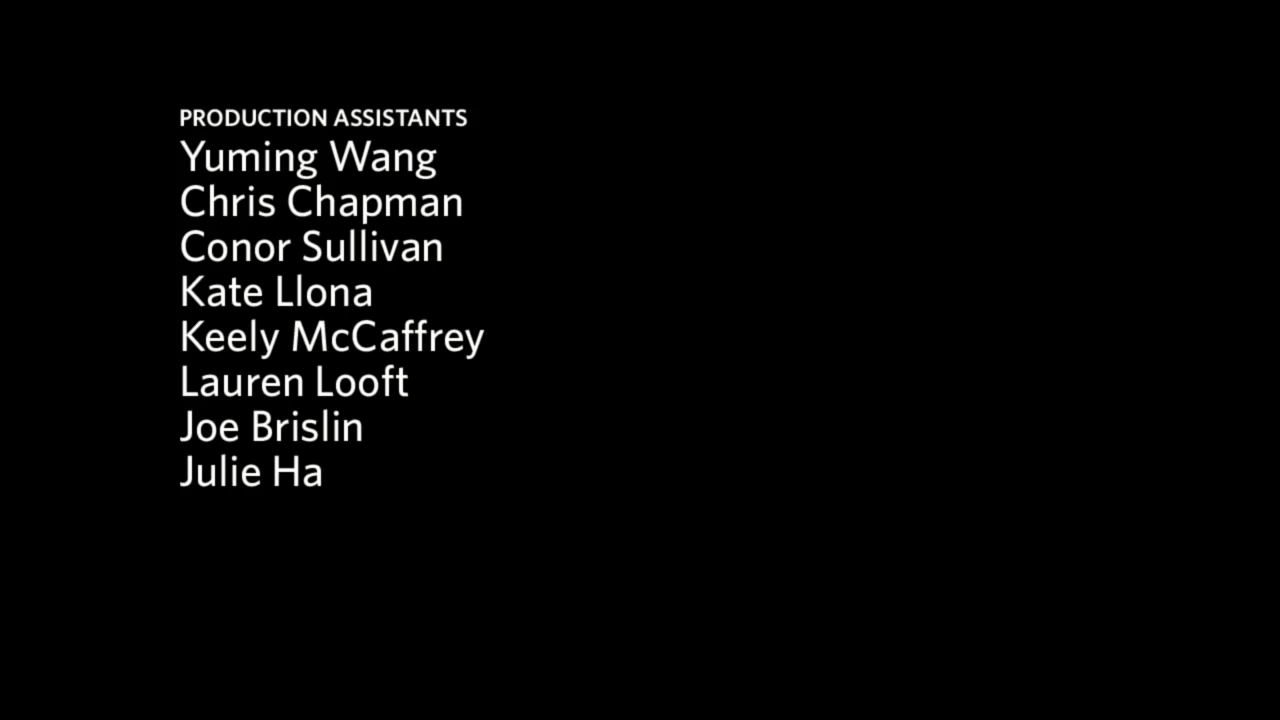 PRODUCTION ASSISTANTS
Yuming Wang
Chris Chapman
Conor Sullivan
Kate Llona
Keely McCaffrey
Lauren Looft
Joe Brislin
Julie Ha